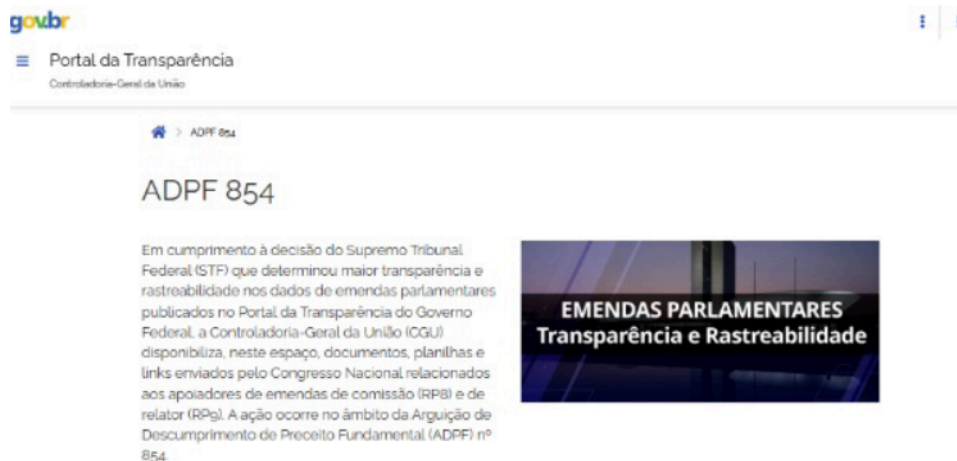 gov.br
Portal da Transparência
Controladoria-Geral da União
ADPF 854
ADPF 854
Em cumprimento à decisão do Supremo Tribunal
Federal (STF) que determinou maior transparência e
rastreabilidade nos dados de emendas parlamentares
publicados no Portal da Transparência do Governo
Federal, a Controladoria-Geral da União (CGU)
disponibiliza, neste espaço, documentos, planilhas e
links enviados pelo Congresso Nacional relacionados
aos apoiadores de emendas de comissão (RP8) e de
relator (RP9). A ação ocorre no âmbito da Arguição de
Descumprimento de Preceito Fundamental (ADPF) nº
854.
EMENDAS PARLAMENTARES
Transparência e Rastreabilidade